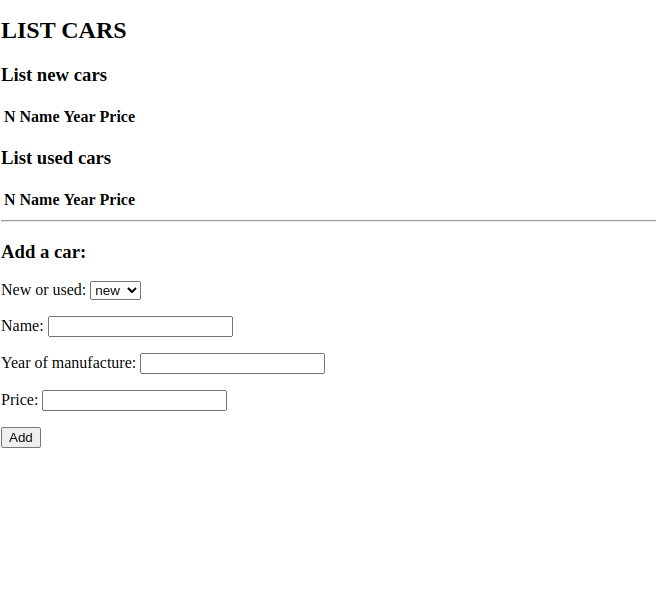 LIST CARS
List new cars
N Name Year Price
List used cars
N Name Year Price
Add a car:
New or used: new
Name:
Year of manufacture:
Price:
Add